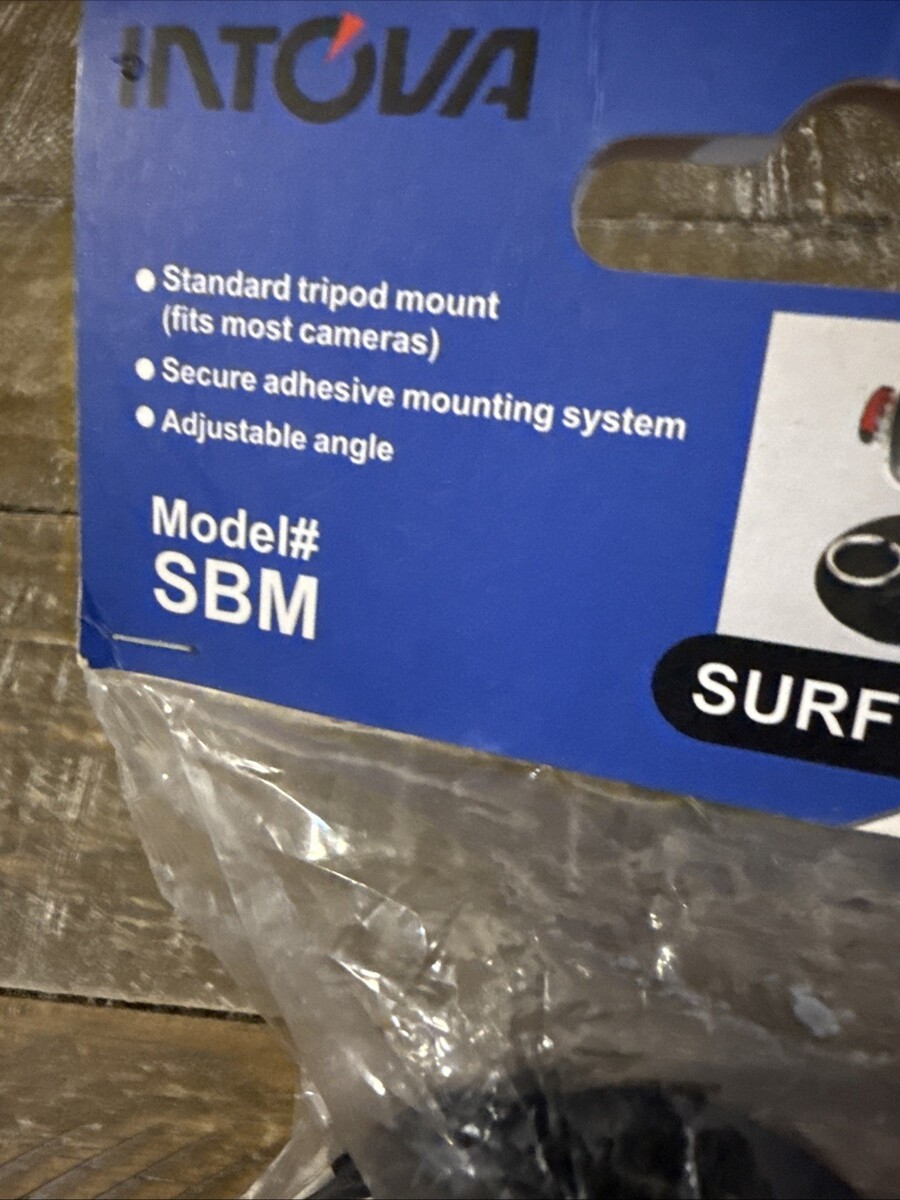 INTOVA
● Standard tripod mount
(fits most cameras)
● Secure adhesive mounting system
● Adjustable angle
Model#
SBM
SURF